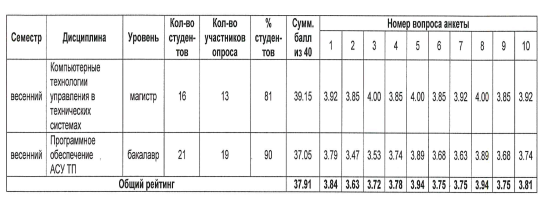 Семестр Дисциплина Уровень Кол-во студен-тов Кол-во участников опроса % студен-тов Сумм. балл из 40 Номер вопроса анкеты
1 2 3 4 5 6 7 8 9 10
весенний Компьютерные технологии управления в технических системах магистр 16 13 81 39.15 3.92 3.85 4.00 3.85 4.00 3.85 3.92 4.00 3.85 3.92
весенний Программное обеспечение АСУ ТП бакалавр 21 19 90 37.05 3.79 3.47 3.53 3.74 3.89 3.68 3.63 3.89 3.68 3.74
Общий рейтинг 37.91 3.84 3.63 3.72 3.78 3.94 3.75 3.75 3.94 3.75 3.81